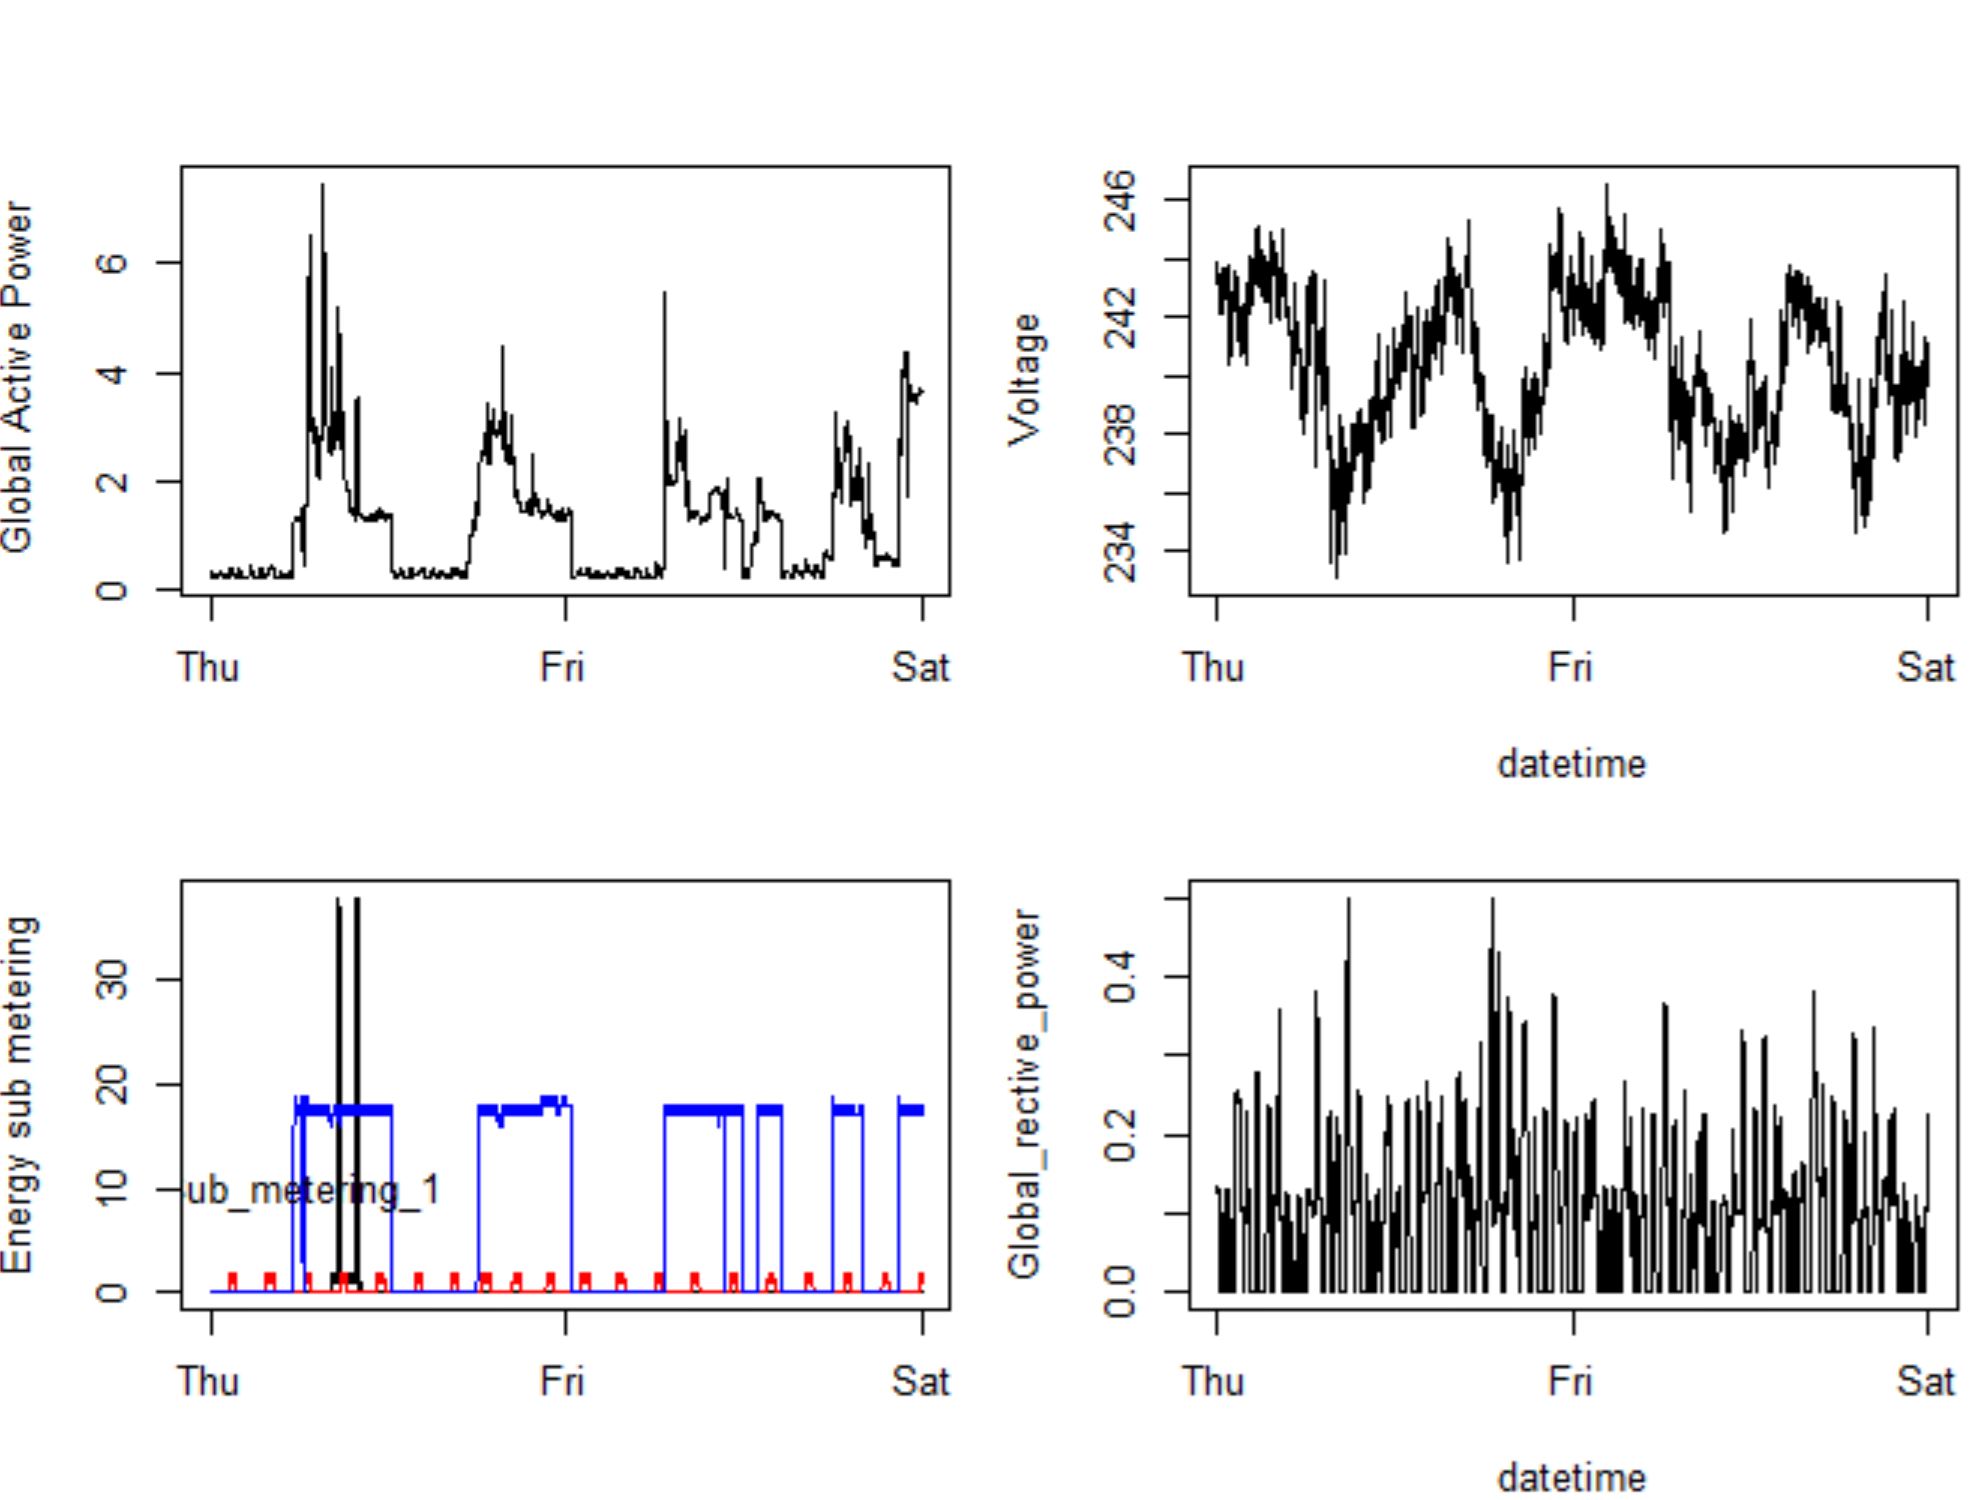 Global Active Power
6
4
2
0
Thu Fri Sat
Voltage
246
242
238
234
Thu Fri Sat
datetime
Energy sub metering
30
20
10
0
ub_metering_1
Thu Fri Sat
Global_rective_power
0.4
0.2
0.0
Thu Fri Sat
datetime